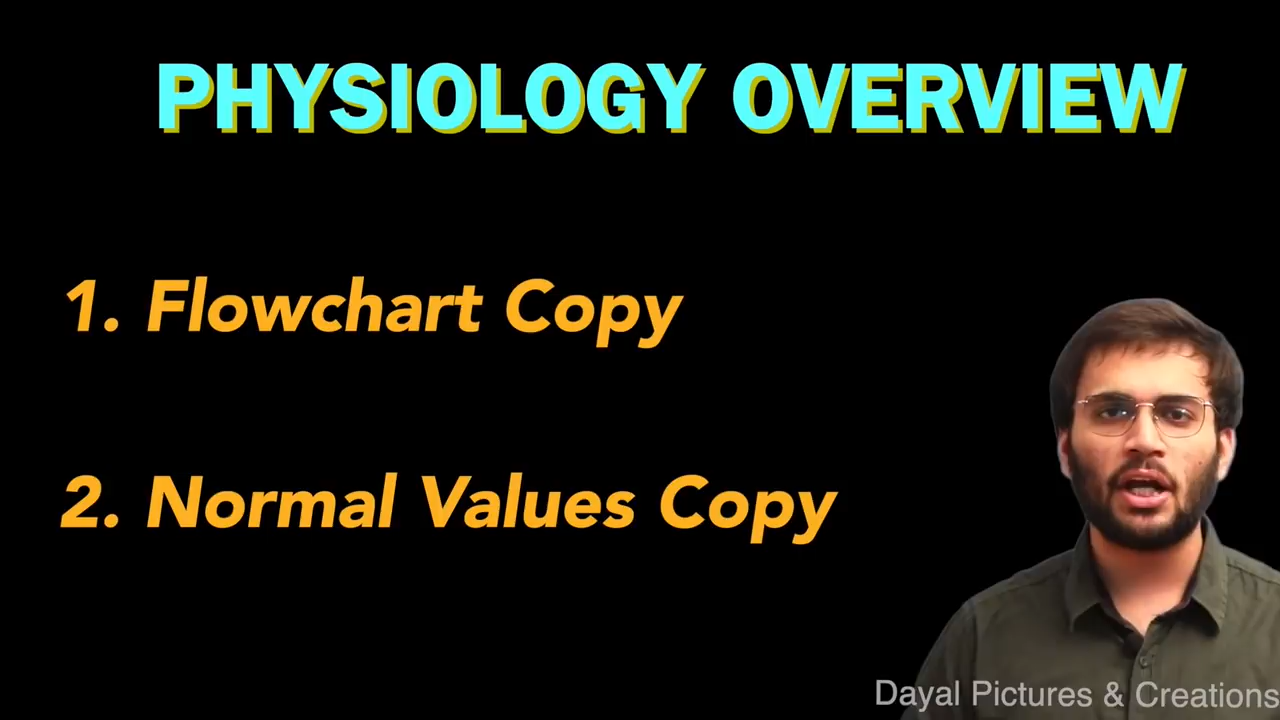 PHYSIOLOGY OVERVIEW
1. Flowchart Copy
2. Normal Values Copy
Dayal Pictures & Creations